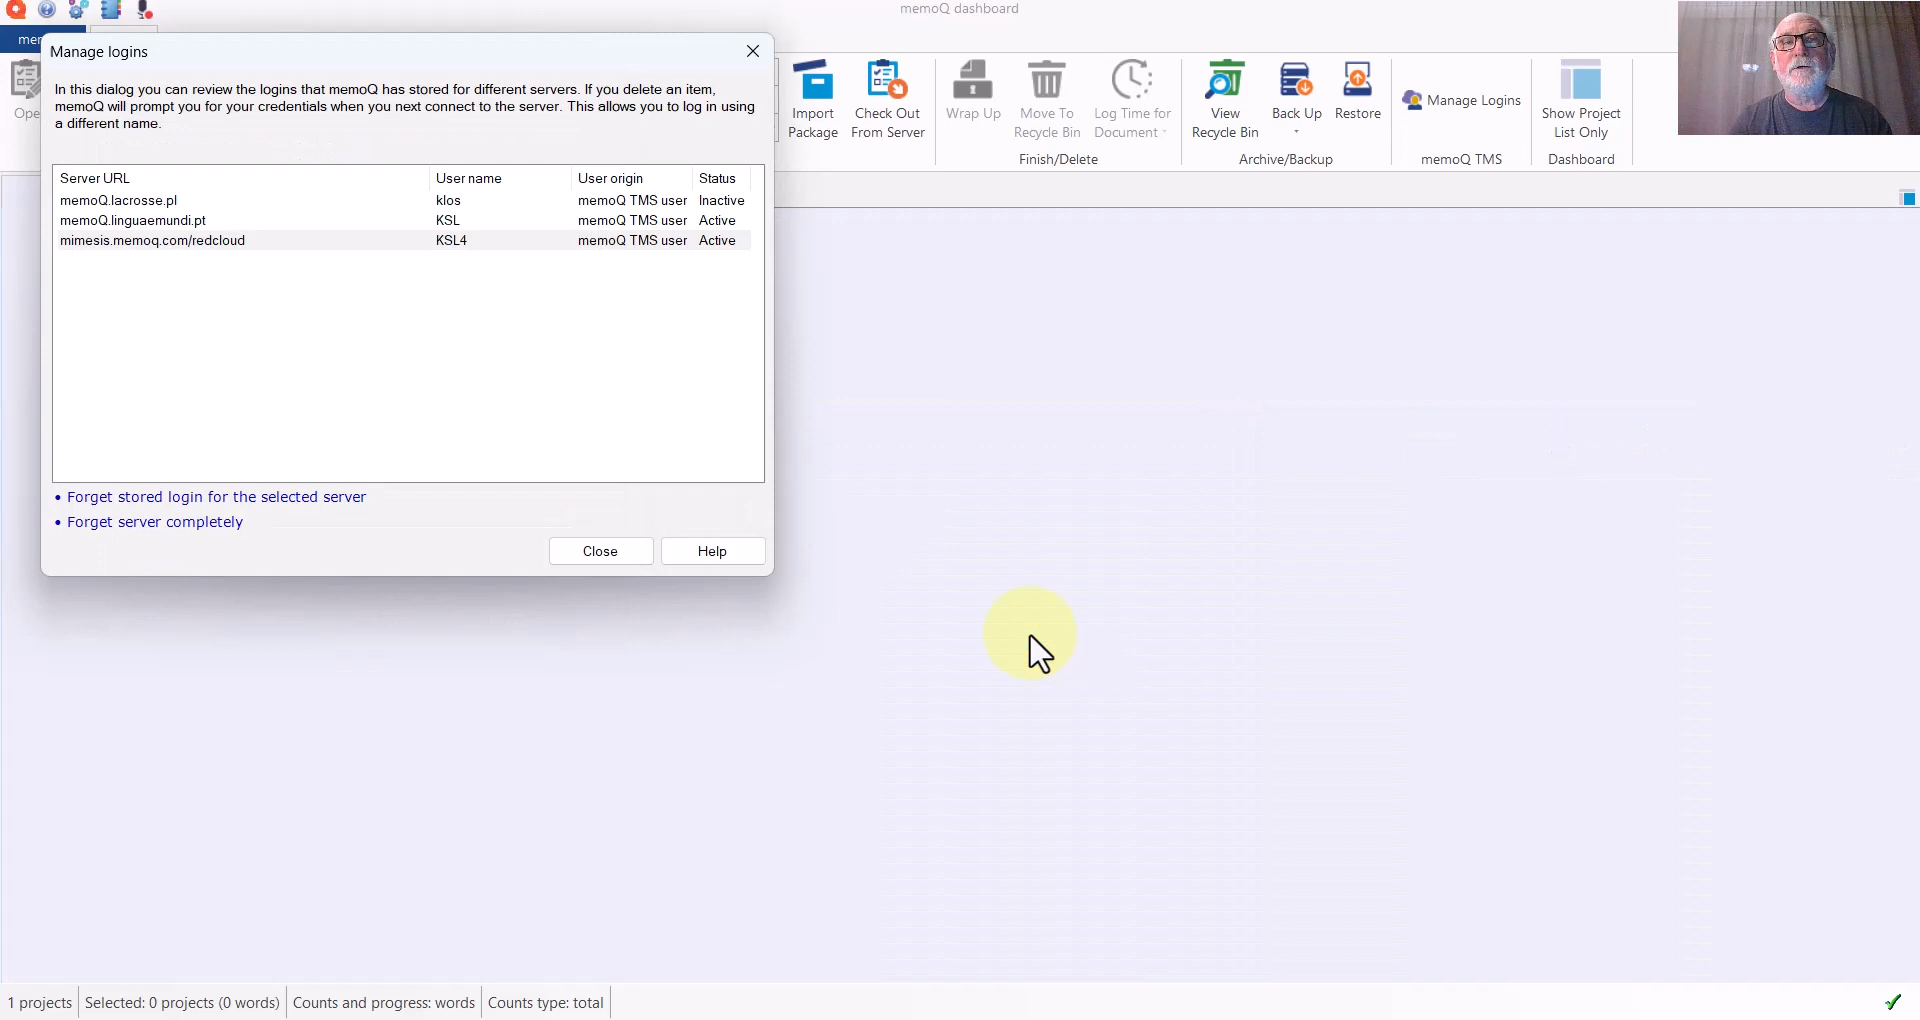 memoQ dashboard
Manage logins
In this dialog you can review the logins that memoQ has stored for different servers. If you delete an item,
memoQ will prompt you for your credentials when you next connect to the server. This allows you to log in using
a different name.
Server URL User name User origin Status
memoQ.lacrosse.pl klos memoQ TMS user Inactive
memoQ.linguaemundi.pt KSL memoQ TMS user Active
mimesis.memoq.com/redcloud KSL4 memoQ TMS user Active
• Forget stored login for the selected server
• Forget server completely
Close Help
Import
Package
Check Out
From Server
Wrap Up
Move To
Recycle Bin
Log Time for
Document
Finish/Delete
View
Recycle Bin
Back Up
Restore
Archive/Backup
Manage Logins
memoQ TMS
Show Project
List Only
Dashboard
1 projects Selected: 0 projects (0 words) Counts and progress: words Counts type: total